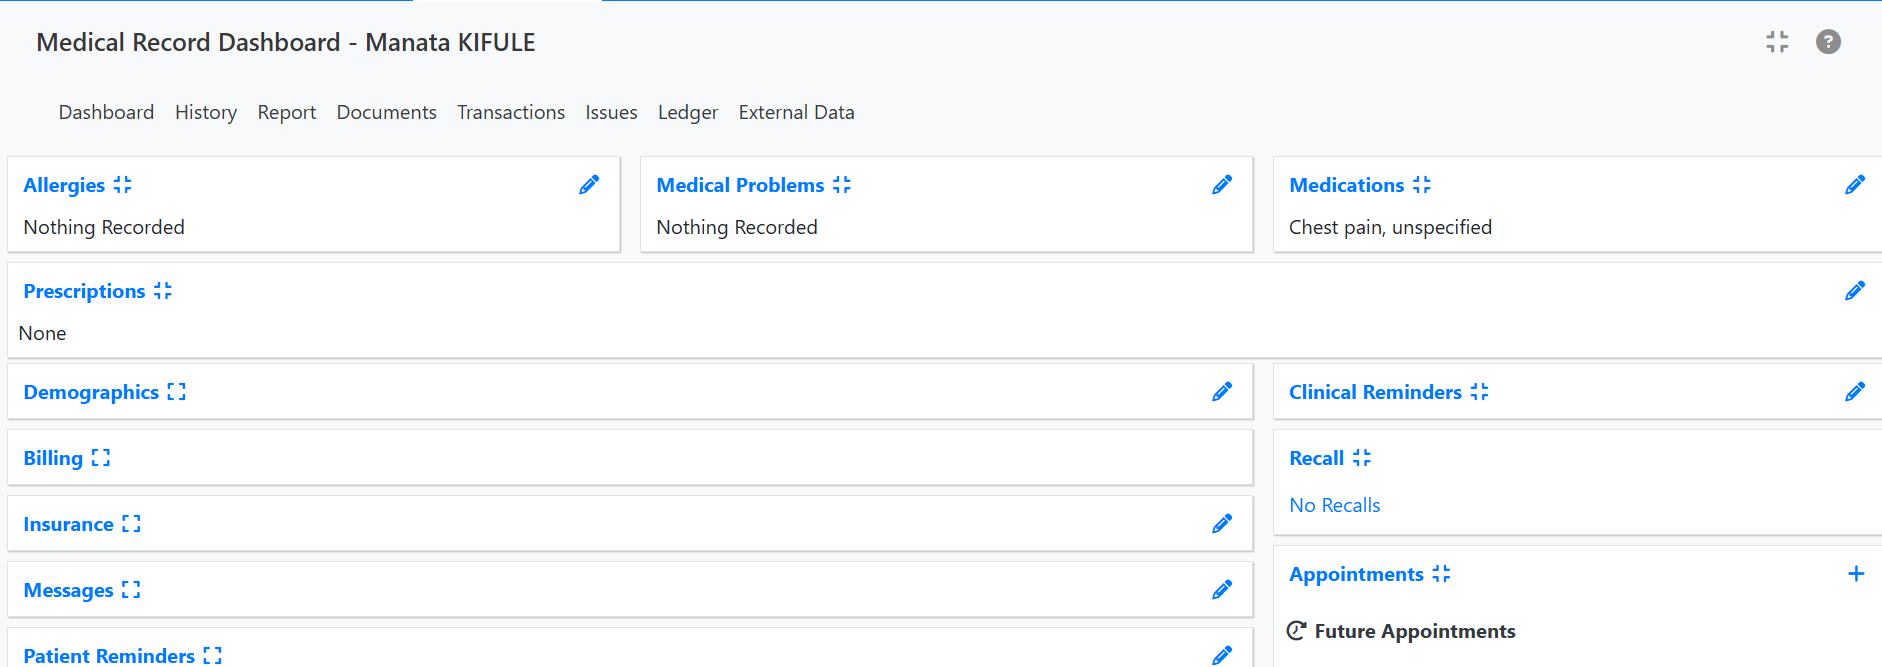 Medical Record Dashboard - Manata KIFULE
?
Dashboard History Report Documents Transactions Issues Ledger External Data
Allergies
Nothing Recorded
Medical Problems
Nothing Recorded
Medications
Chest pain, unspecified
Prescriptions
None
Demographics
Billing
Insurance
Messages
Patient Reminders
Clinical Reminders
Recall
No Recalls
Appointments
Future Appointments